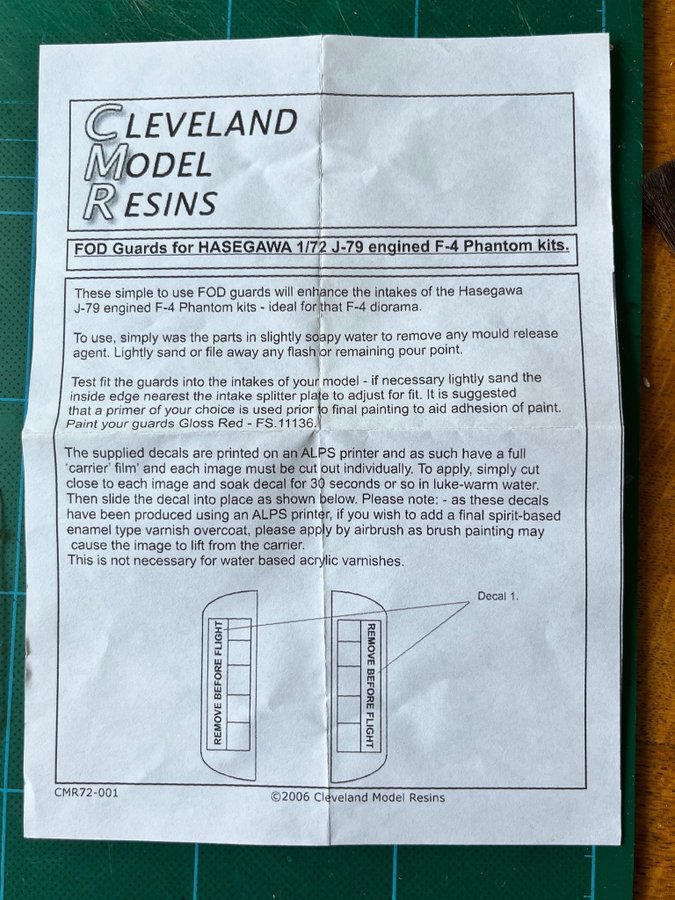 CLEVELAND
MODEL
RESINS
FOD Guards for HASEGAWA 1/72 J-79 engined F-4 Phantom kits.
These simple to use FOD guards will enhance the intakes of the Hasegawa
J-79 engined F-4 Phantom kits - ideal for that F-4 diorama.
To use, simply was the parts in slightly soapy water to remove any mould release
agent. Lightly sand or file away any flash or remaining pour point.
Test fit the guards into the intakes of your model - if necessary lightly sand the
inside edge nearest the intake splitter plate to adjust for fit. It is suggested
that a primer of your choice is used prior to final painting to aid adhesion of paint.
Paint your guards Gloss Red - FS.11136.
The supplied decals are printed on an ALPS printer and as such have a full
'carrier' film' and each image must be cut out individually. To apply, simply cut
close to each image and soak decal for 30 seconds or so in luke-warm water.
Then slide the decal into place as shown below. Please note: - as these decals
have been produced using an ALPS printer, if you wish to add a final spirit-based
enamel type varnish overcoat, please apply by airbrush as brush painting may
cause the image to lift from the carrier.
This is not necessary for water based acrylic varnishes.
Decal 1.
REMOVE BEFORE FLIGHT
REMOVE BEFORE FLIGHT
CMR72-001
©2006 Cleveland Model Resins